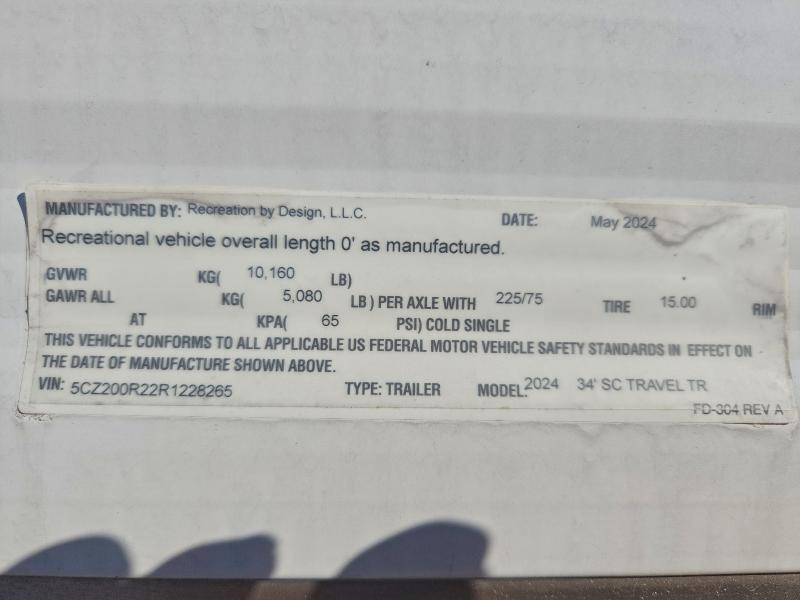 MANUFACTURED BY: Recreation by Design, L.L.C. DATE: May 2024
Recreational vehicle overall length 0' as manufactured.
GVWR KG( 10,160 LB)
GAWR ALL KG( 5,080 LB ) PER AXLE WITH 225/75 TIRE 15.00 RIM
AT KPA( 65 PSI) COLD SINGLE
THIS VEHICLE CONFORMS TO ALL APPLICABLE US FEDERAL MOTOR VEHICLE SAFETY STANDARDS IN EFFECT ON
THE DATE OF MANUFACTURE SHOWN ABOVE.
VIN: 5CZ200R22R1228265 TYPE: TRAILER MODEL: 2024 34' SC TRAVEL TR
FD-304 REV A